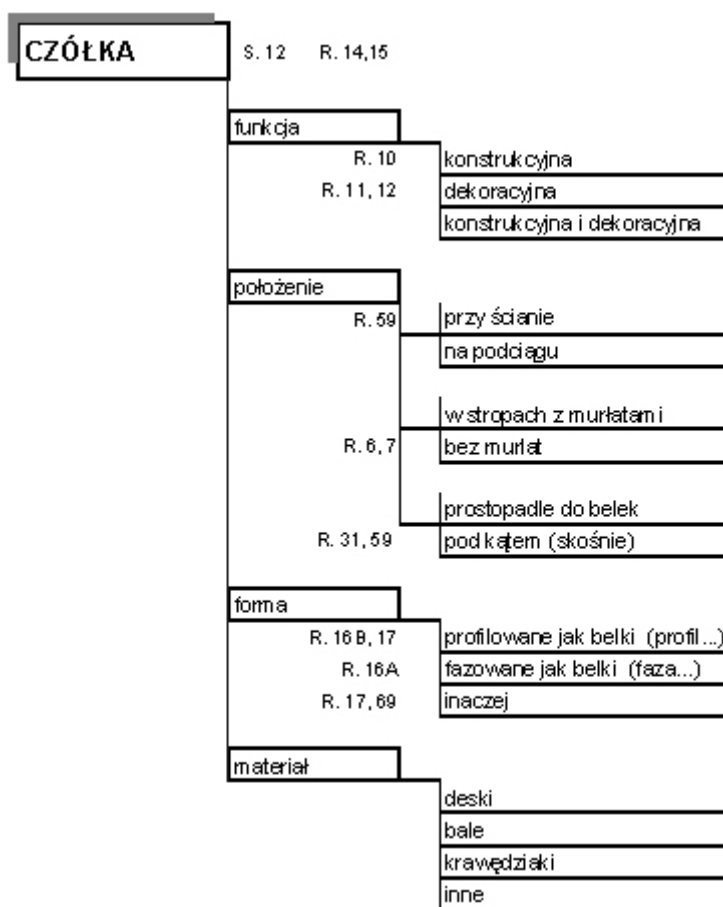 CZÓŁKA S. 12 R. 14,15
funkcja
R. 10 konstrukcyjna
R. 11, 12 dekoracyjna
konstrukcyjna i dekoracyjna
położenie
R. 59 przy ścianie
na podciągu
w stropach z murłatami
R. 6, 7 bez murłat
prostopadle do belek
R. 31, 59 pod kątem (skośnie)
forma
R. 16B, 17 profilowane jak belki (profil...)
R. 16A fazowane jak belki (faza...)
R. 17, 69 inaczej
materiał
deski
bale
krawędziaki
inne